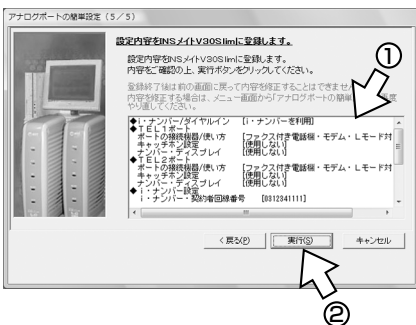 アナログポートの簡単設定（5／5）
設定内容をINSメイトV30Slimに登録します。
設定内容をINSメイトV30Slimに登録します。
内容をご確認の上、実行ボタンをクリックしてください。
登録終了後は前の画面に戻って内容を修正することはできませ
内容を修正する場合は、メニュー画面から「アナログポートの簡単
度
やり直してください。
①
◆i・ナンバー/ダイヤルイン　[i・ナンバーを利用]
◆TEL1ポート
ポートの接続機器/使い方　[ファクス付き電話機・モデム・Lモード対
キャッチホン設定　[使用しない]
ナンバー・ディスプレイ　[使用しない]
◆TEL2ポート
ポートの接続機器/使い方　[ファクス付き電話機・モデム・Lモード対
キャッチホン設定　[使用しない]
ナンバー・ディスプレイ　[使用しない]
◆i・ナンバー設定
i・ナンバー・契約者回線番号　[0312341111]
< 戻る(P)　実行(S)　キャンセル
②